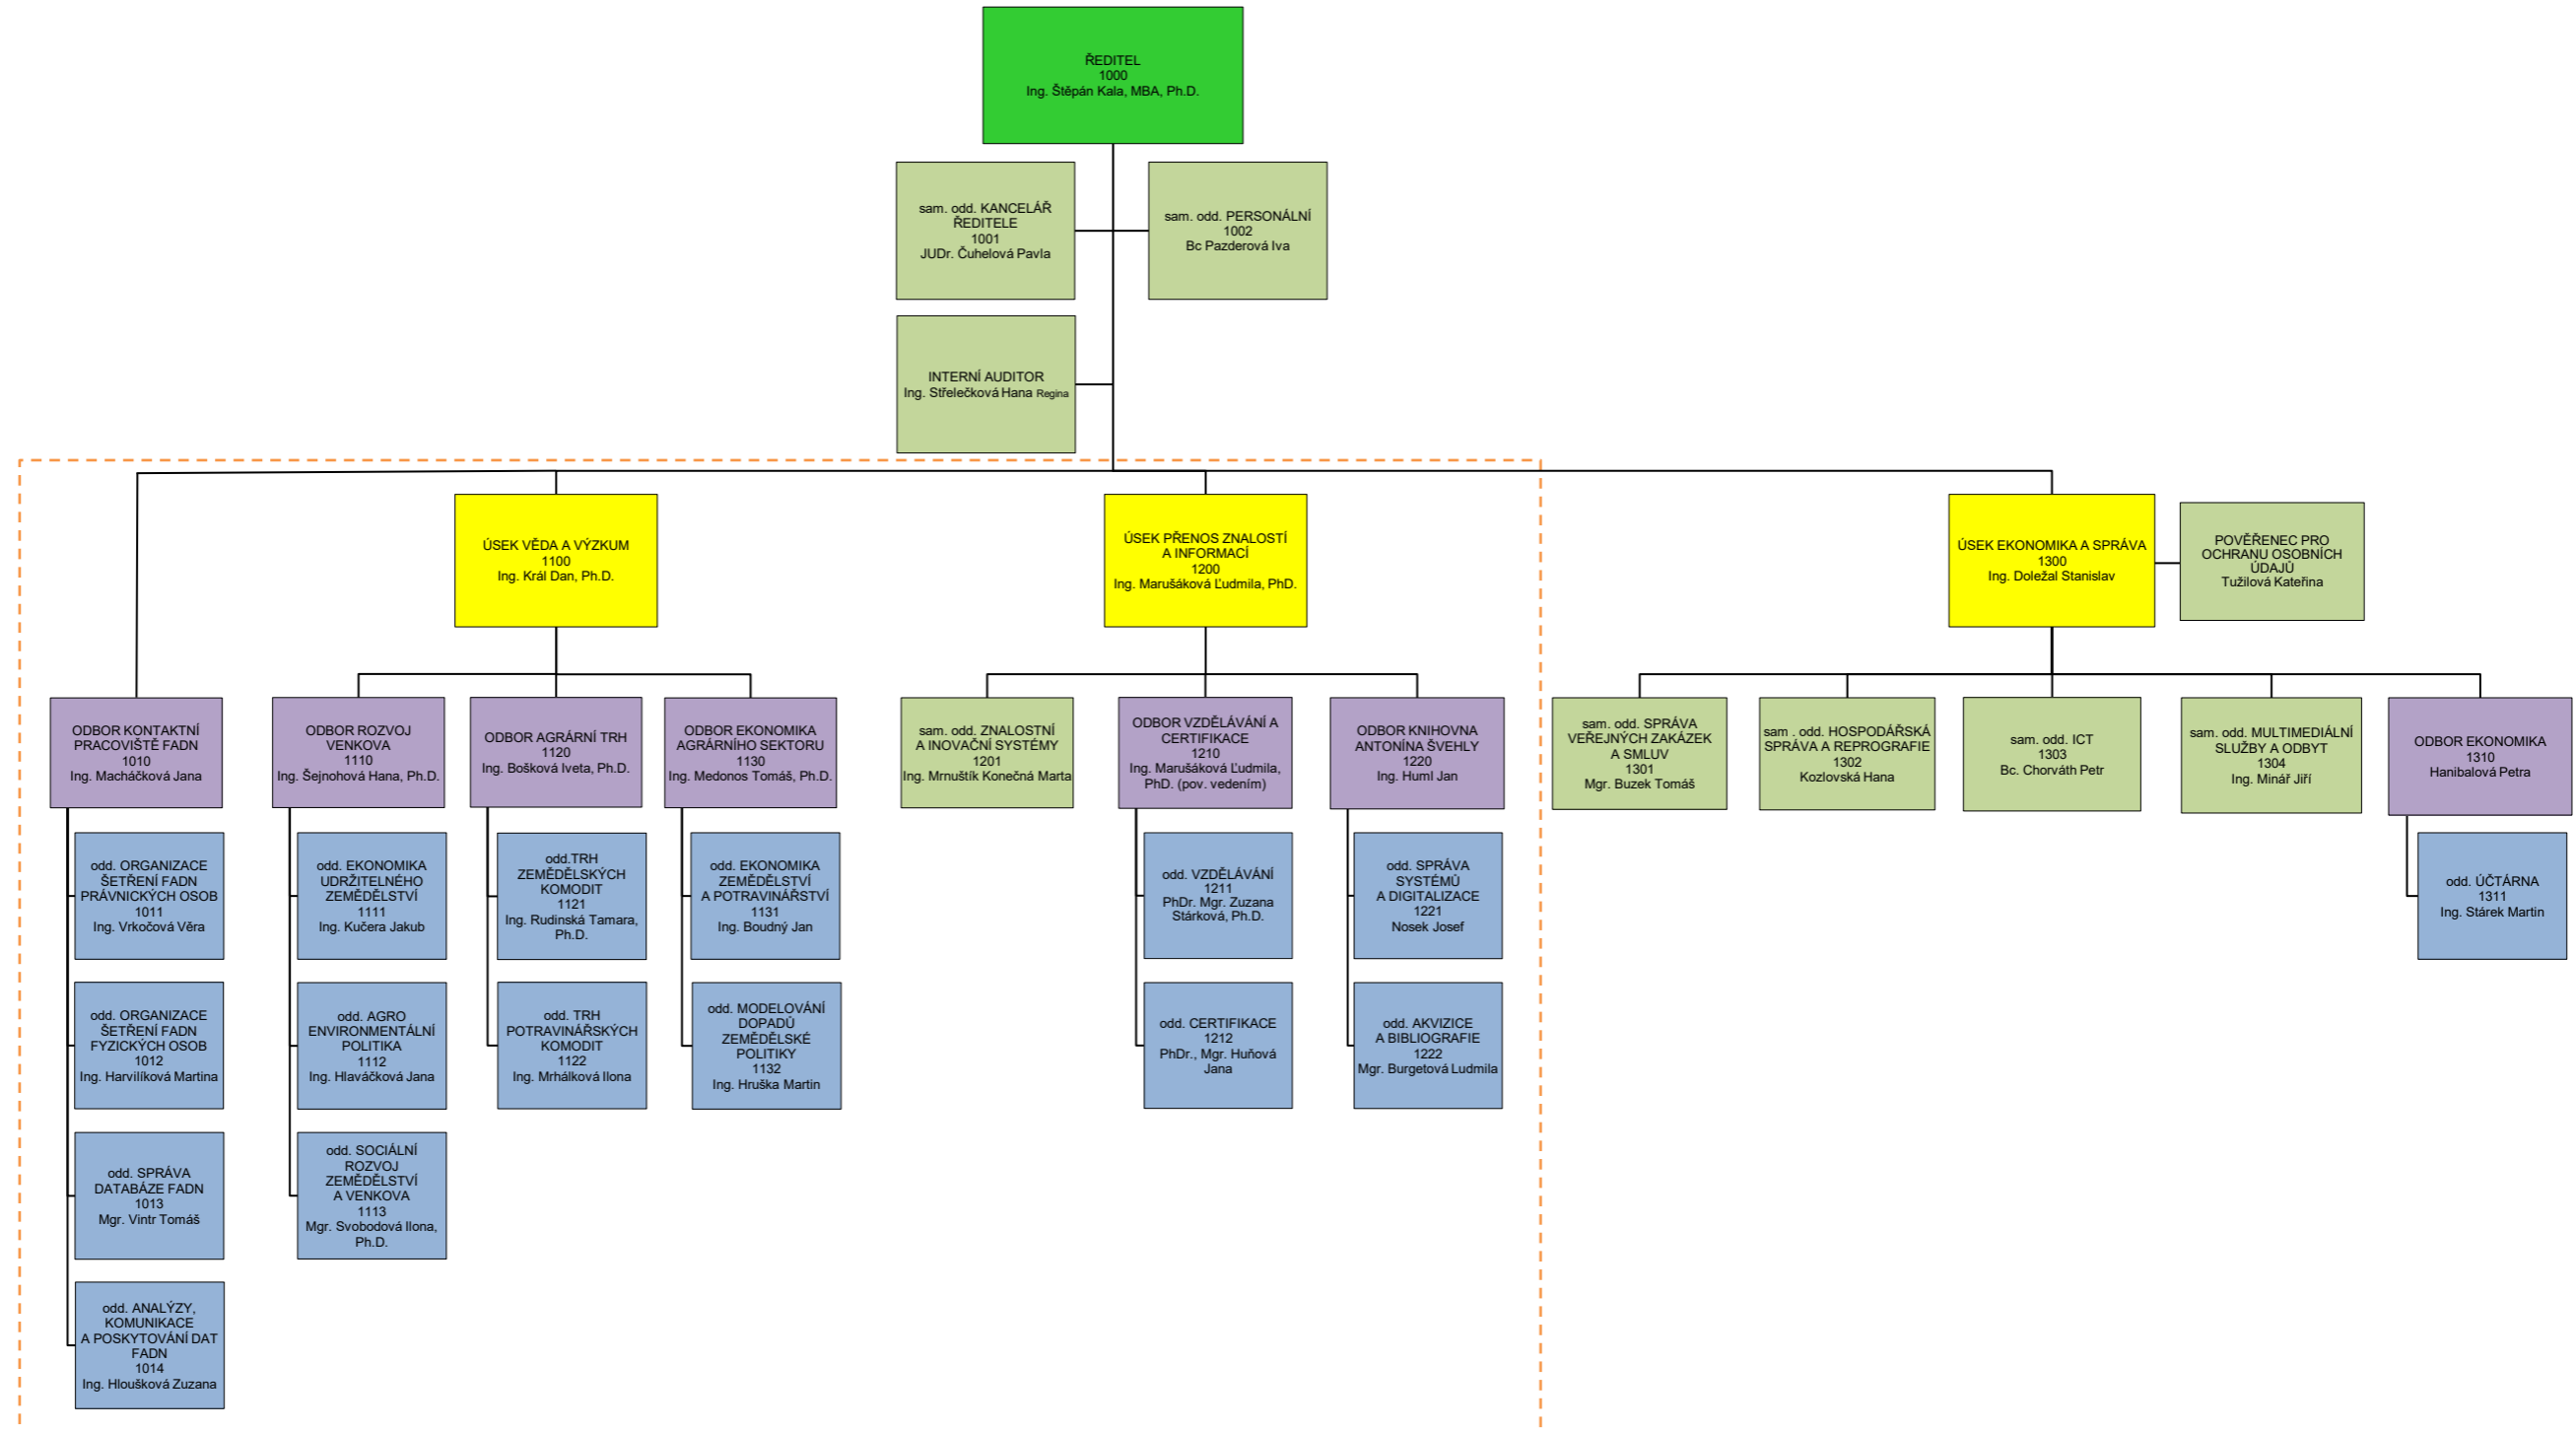 ŘEDITEL
1000
Ing. Štěpán Kala, MBA, Ph.D.
sam. odd. KANCELÁŘ
ŘEDITELE
1001
JUDr. Čuhelová Pavla
sam. odd. PERSONÁLNÍ
1002
Bc Pazderová Iva
INTERNÍ AUDITOR
Ing. Střelečková Hana Regina
ÚSEK VĚDA A VÝZKUM
1100
Ing. Král Dan, Ph.D.
ÚSEK PŘENOS ZNALOSTÍ
A INFORMACÍ
1200
Ing. Marušáková Ľudmila, PhD.
ÚSEK EKONOMIKA A SPRÁVA
1300
Ing. Doležal Stanislav
POVĚŘENEC PRO
OCHRANU OSOBNÍCH
ÚDAJŮ
Tužilová Kateřina
ODBOR KONTAKTNÍ
PRACOVIŠTĚ FADN
1010
Ing. Macháčková Jana
ODBOR ROZVOJ
VENKOVA
1110
Ing. Šejnohová Hana, Ph.D.
ODBOR AGRÁRNÍ TRH
1120
Ing. Bošková Iveta, Ph.D.
ODBOR EKONOMIKA
AGRÁRNÍHO SEKTORU
1130
Ing. Medonos Tomáš, Ph.D.
sam. odd. ZNALOSTNÍ
A INOVAČNÍ SYSTÉMY
1201
Ing. Mrnuštík Konečná Marta
ODBOR VZDĚLÁVÁNÍ A
CERTIFIKACE
1210
Ing. Marušáková Ľudmila,
PhD. (pov. vedením)
ODBOR KNIHOVNA
ANTONÍNA ŠVEHLY
1220
Ing. Huml Jan
sam. odd. SPRÁVA
VEŘEJNÝCH ZAKÁZEK
A SMLUV
1301
Mgr. Buzek Tomáš
sam . odd. HOSPODÁŘSKÁ
SPRÁVA A REPROGRAFIE
1302
Kozlovská Hana
sam. odd. ICT
1303
Bc. Chorváth Petr
sam. odd. MULTIMEDIÁLNÍ
SLUŽBY A ODBYT
1304
Ing. Minář Jiří
ODBOR EKONOMIKA
1310
Hanibalová Petra
odd. ORGANIZACE
ŠETŘENÍ FADN
PRÁVNICKÝCH OSOB
1011
Ing. Vrkočová Věra
odd. EKONOMIKA
UDRŽITELNÉHO
ZEMĚDĚLSTVÍ
1111
Ing. Kučera Jakub
odd.TRH
ZEMĚDĚLSKÝCH
KOMODIT
1121
Ing. Rudinská Tamara,
Ph.D.
odd. EKONOMIKA
ZEMĚDĚLSTVÍ
A POTRAVINÁŘSTVÍ
1131
Ing. Boudný Jan
odd. VZDĚLÁVÁNÍ
1211
PhDr. Mgr. Zuzana
Stárková, Ph.D.
odd. SPRÁVA
SYSTÉMŮ
A DIGITALIZACE
1221
Nosek Josef
odd. ÚČTÁRNA
1311
Ing. Stárek Martin
odd. ORGANIZACE
ŠETŘENÍ FADN
FYZICKÝCH OSOB
1012
Ing. Harvilíková Martina
odd. AGRO
ENVIRONMENTÁLNÍ
POLITIKA
1112
Ing. Hlaváčková Jana
odd. TRH
POTRAVINÁŘSKÝCH
KOMODIT
1122
Ing. Mrhálková Ilona
odd. MODELOVÁNÍ
DOPADŮ
ZEMĚDĚLSKÉ
POLITIKY
1132
Ing. Hruška Martin
odd. CERTIFIKACE
1212
PhDr., Mgr. Huňová
Jana
odd. AKVIZICE
A BIBLIOGRAFIE
1222
Mgr. Burgetová Ludmila
odd. SPRÁVA
DATABÁZE FADN
1013
Mgr. Vintr Tomáš
odd. SOCIÁLNÍ
ROZVOJ
ZEMĚDĚLSTVÍ
A VENKOVA
1113
Mgr. Svobodová Ilona,
Ph.D.
odd. ANALÝZY,
KOMUNIKACE
A POSKYTOVÁNÍ DAT
FADN
1014
Ing. Hloušková Zuzana